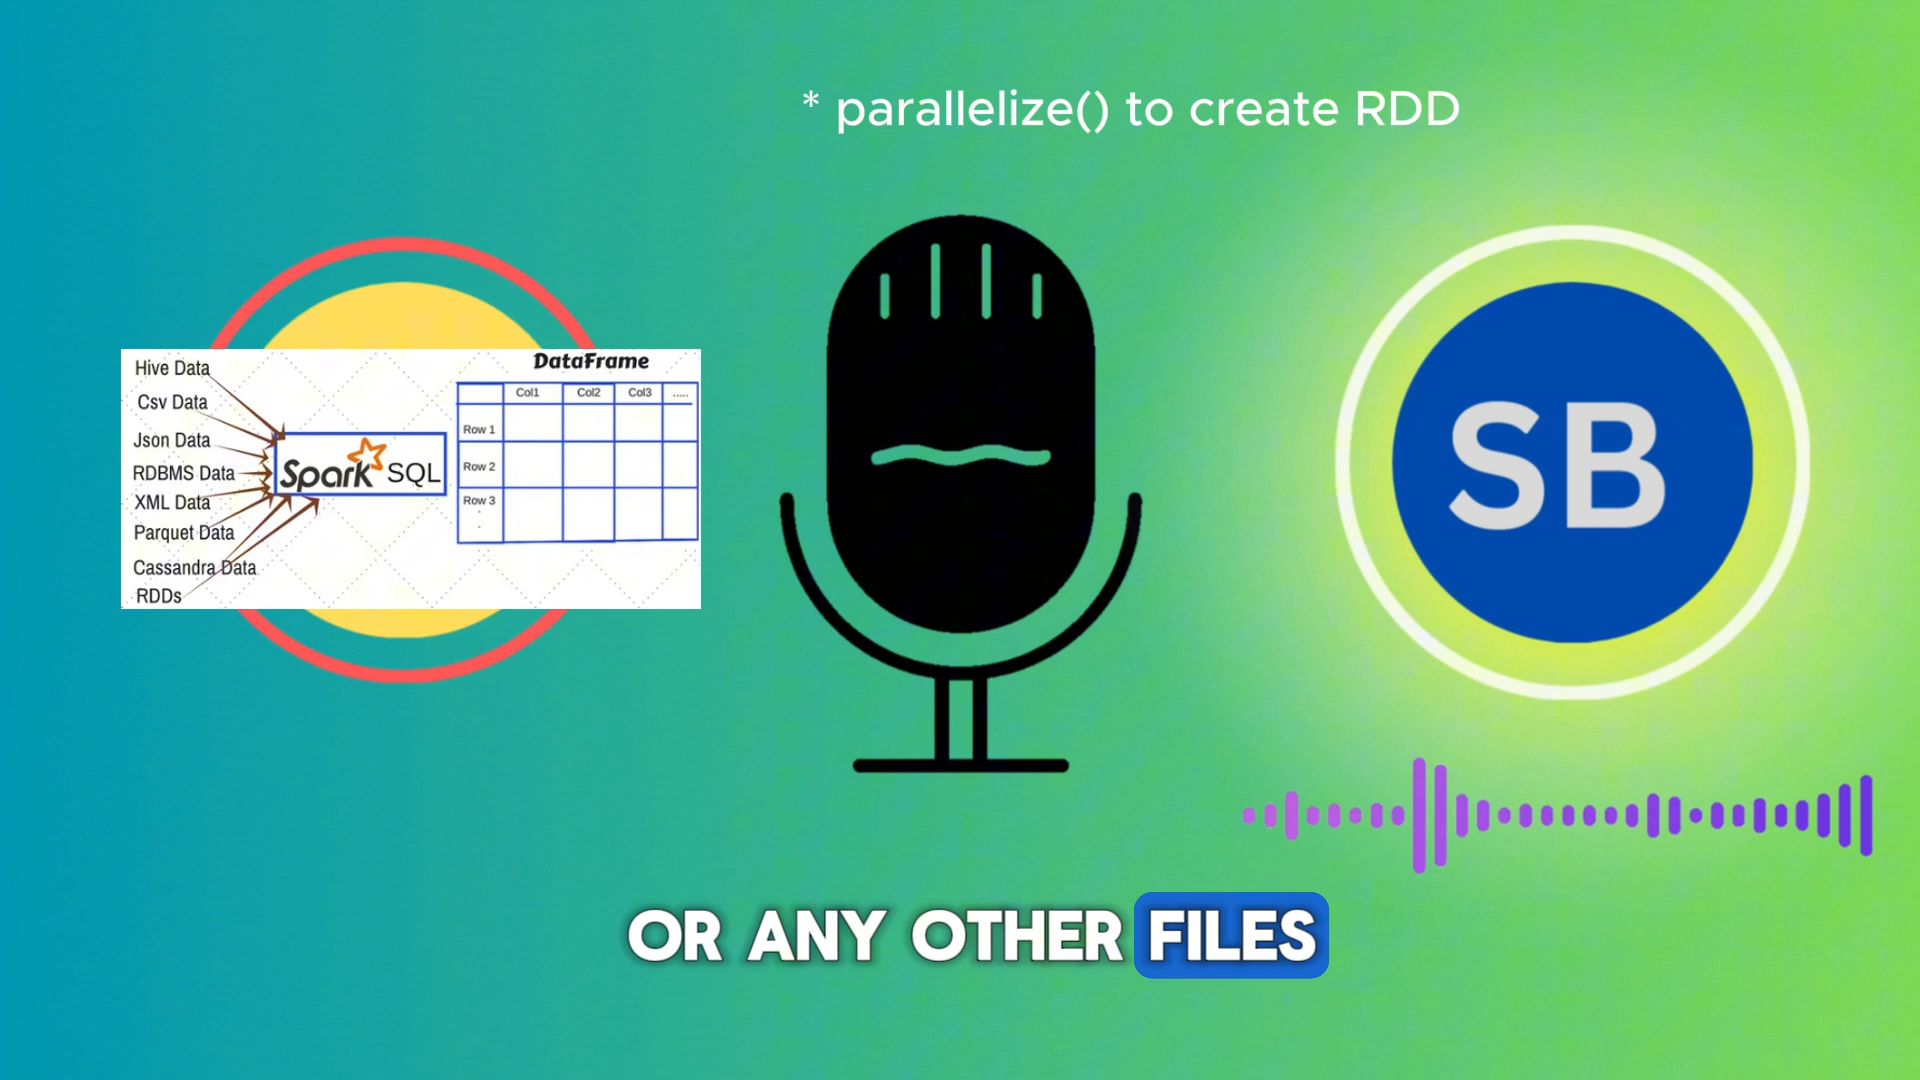 * parallelize() to create RDD
Hive Data
Csv Data
Json Data
RDBMS Data
XML Data
Parquet Data
Cassandra Data
RDDs
Spark SQL
DataFrame
Col1 Col2 Col3 .....
Row 1
Row 2
Row 3
SB
OR ANY OTHER FILES